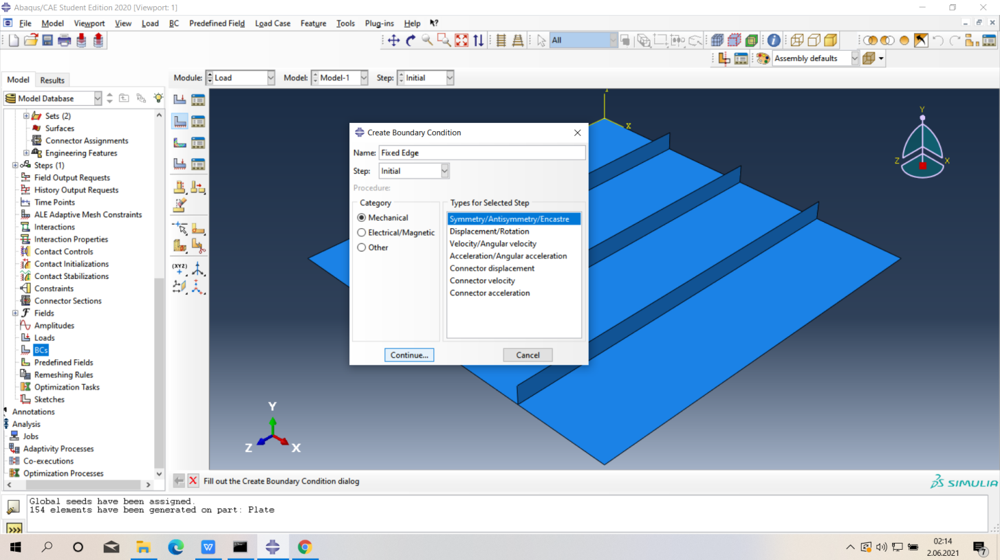 Abaqus/CAE Student Edition 2020 [Viewport: 1]
File Model Viewport View Load BC Predefined Field Load Case Feature Tools Plug-ins Help
All
Assembly defaults
Model Results
Module: Load Model: Model-1 Step: Initial
Model Database
Sets (2)
Surfaces
Connector Assignments
Engineering Features
Steps (1)
Field Output Requests
History Output Requests
Time Points
ALE Adaptive Mesh Constraints
Interactions
Interaction Properties
Contact Controls
Contact Initializations
Contact Stabilizations
Constraints
Connector Sections
Fields
Amplitudes
Loads
BCs
Predefined Fields
Remeshing Rules
Optimization Tasks
Sketches
Annotations
Analysis
Jobs
Adaptivity Processes
Co-executions
Optimization Processes
(XYZ)
X
Y
Z
X
Create Boundary Condition
Name: Fixed Edge
Step: Initial
Procedure:
Category
Mechanical
Electrical/Magnetic
Other
Types for Selected Step
Symmetry/Antisymmetry/Encastre
Displacement/Rotation
Velocity/Angular velocity
Acceleration/Angular acceleration
Connector displacement
Connector velocity
Connector acceleration
Continue... Cancel
Y
Z
X
Fill out the Create Boundary Condition dialog
SIMULIA
Global seeds have been assigned.
154 elements have been generated on part: Plate
>>>
02:14
2.06.2021
7